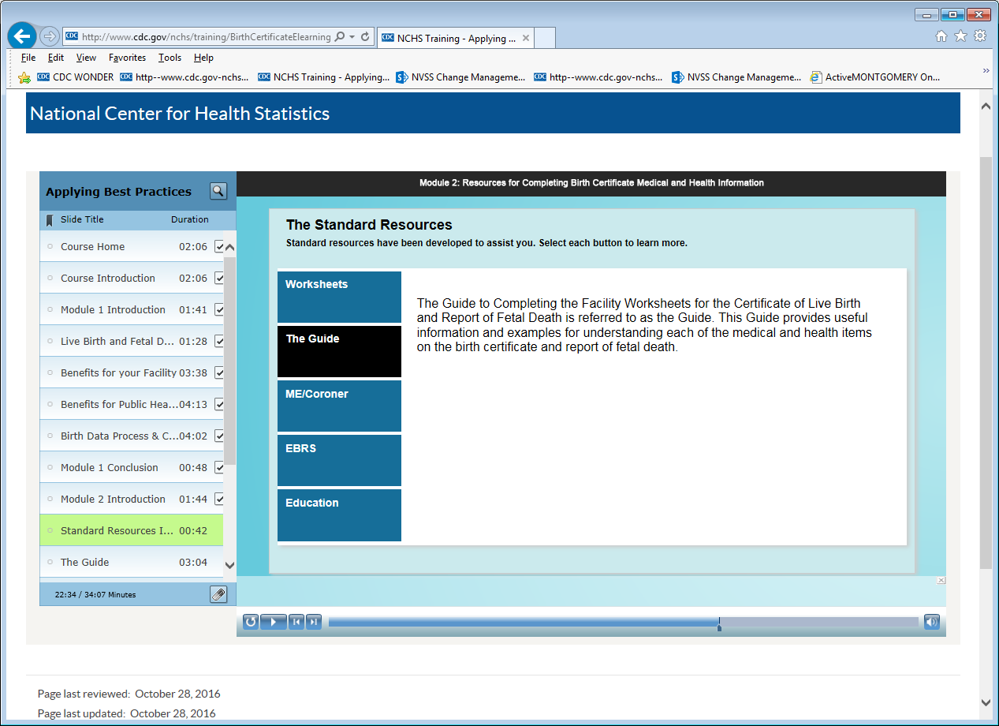 CDC http://www.cdc.gov/nchs/training/BirthCertificateElearning
CDC NCHS Training - Applying ...
File Edit View Favorites Tools Help
CDC CDC WONDER CDC http--www.cdc.gov-nchs... CDC NCHS Training - Applying... S NVSS Change Manageme... CDC http--www.cdc.gov-nchs... S NVSS Change Manageme... ActiveMONTGOMERY On...
National Center for Health Statistics
Applying Best Practices
Slide Title Duration
Course Home 02:06
Course Introduction 02:06
Module 1 Introduction 01:41
Live Birth and Fetal D... 01:28
Benefits for your Facility 03:38
Benefits for Public Hea... 04:13
Birth Data Process & C... 04:02
Module 1 Conclusion 00:48
Module 2 Introduction 01:44
Standard Resources I... 00:42
The Guide 03:04
22:34 / 34:07 Minutes
Module 2: Resources for Completing Birth Certificate Medical and Health Information
The Standard Resources
Standard resources have been developed to assist you. Select each button to learn more.
Worksheets
The Guide
ME/Coroner
EBRS
Education
The Guide to Completing the Facility Worksheets for the Certificate of Live Birth
and Report of Fetal Death is referred to as the Guide. This Guide provides useful
information and examples for understanding each of the medical and health items
on the birth certificate and report of fetal death.
Page last reviewed: October 28, 2016
Page last updated: October 28, 2016